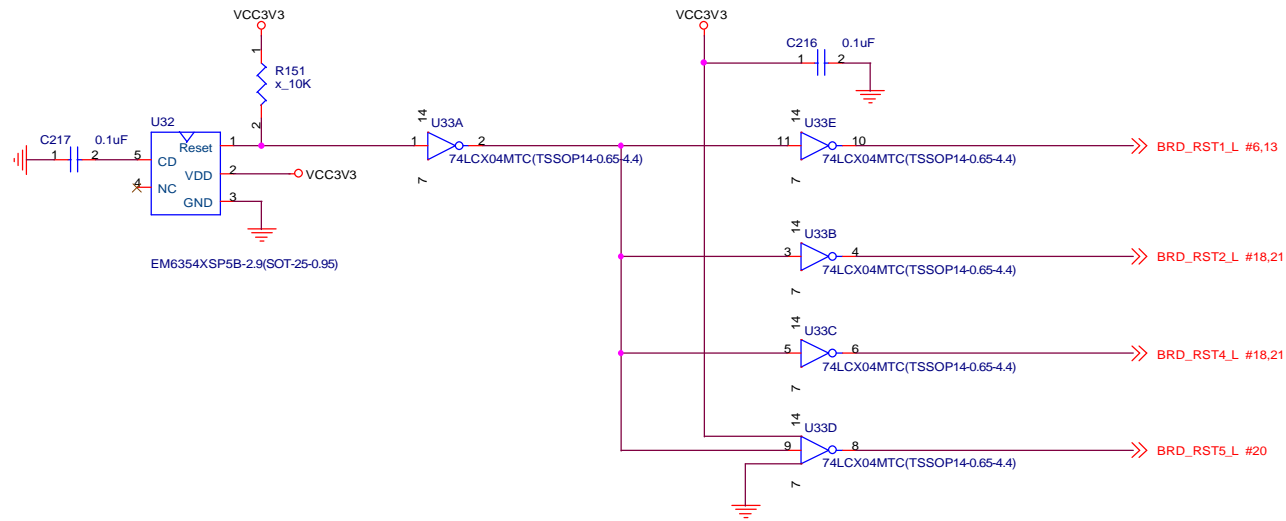 VCC3V3
VCC3V3
C216
0.1uF
1
2
1
R151
x_10K
2
U32
C217
0.1uF
1
2
5
CD
Reset
1
4
NC
VDD
2
VCC3V3
GND
3
EM6354XSP5B-2.9(SOT-25-0.95)
14
U33A
1
2
74LCX04MTC(TSSOP14-0.65-4.4)
7
14
U33E
11
10
74LCX04MTC(TSSOP14-0.65-4.4)
7
BRD_RST1_L #6,13
14
U33B
3
4
74LCX04MTC(TSSOP14-0.65-4.4)
7
BRD_RST2_L #18,21
14
U33C
5
6
74LCX04MTC(TSSOP14-0.65-4.4)
7
BRD_RST4_L #18,21
14
U33D
9
8
74LCX04MTC(TSSOP14-0.65-4.4)
7
BRD_RST5_L #20